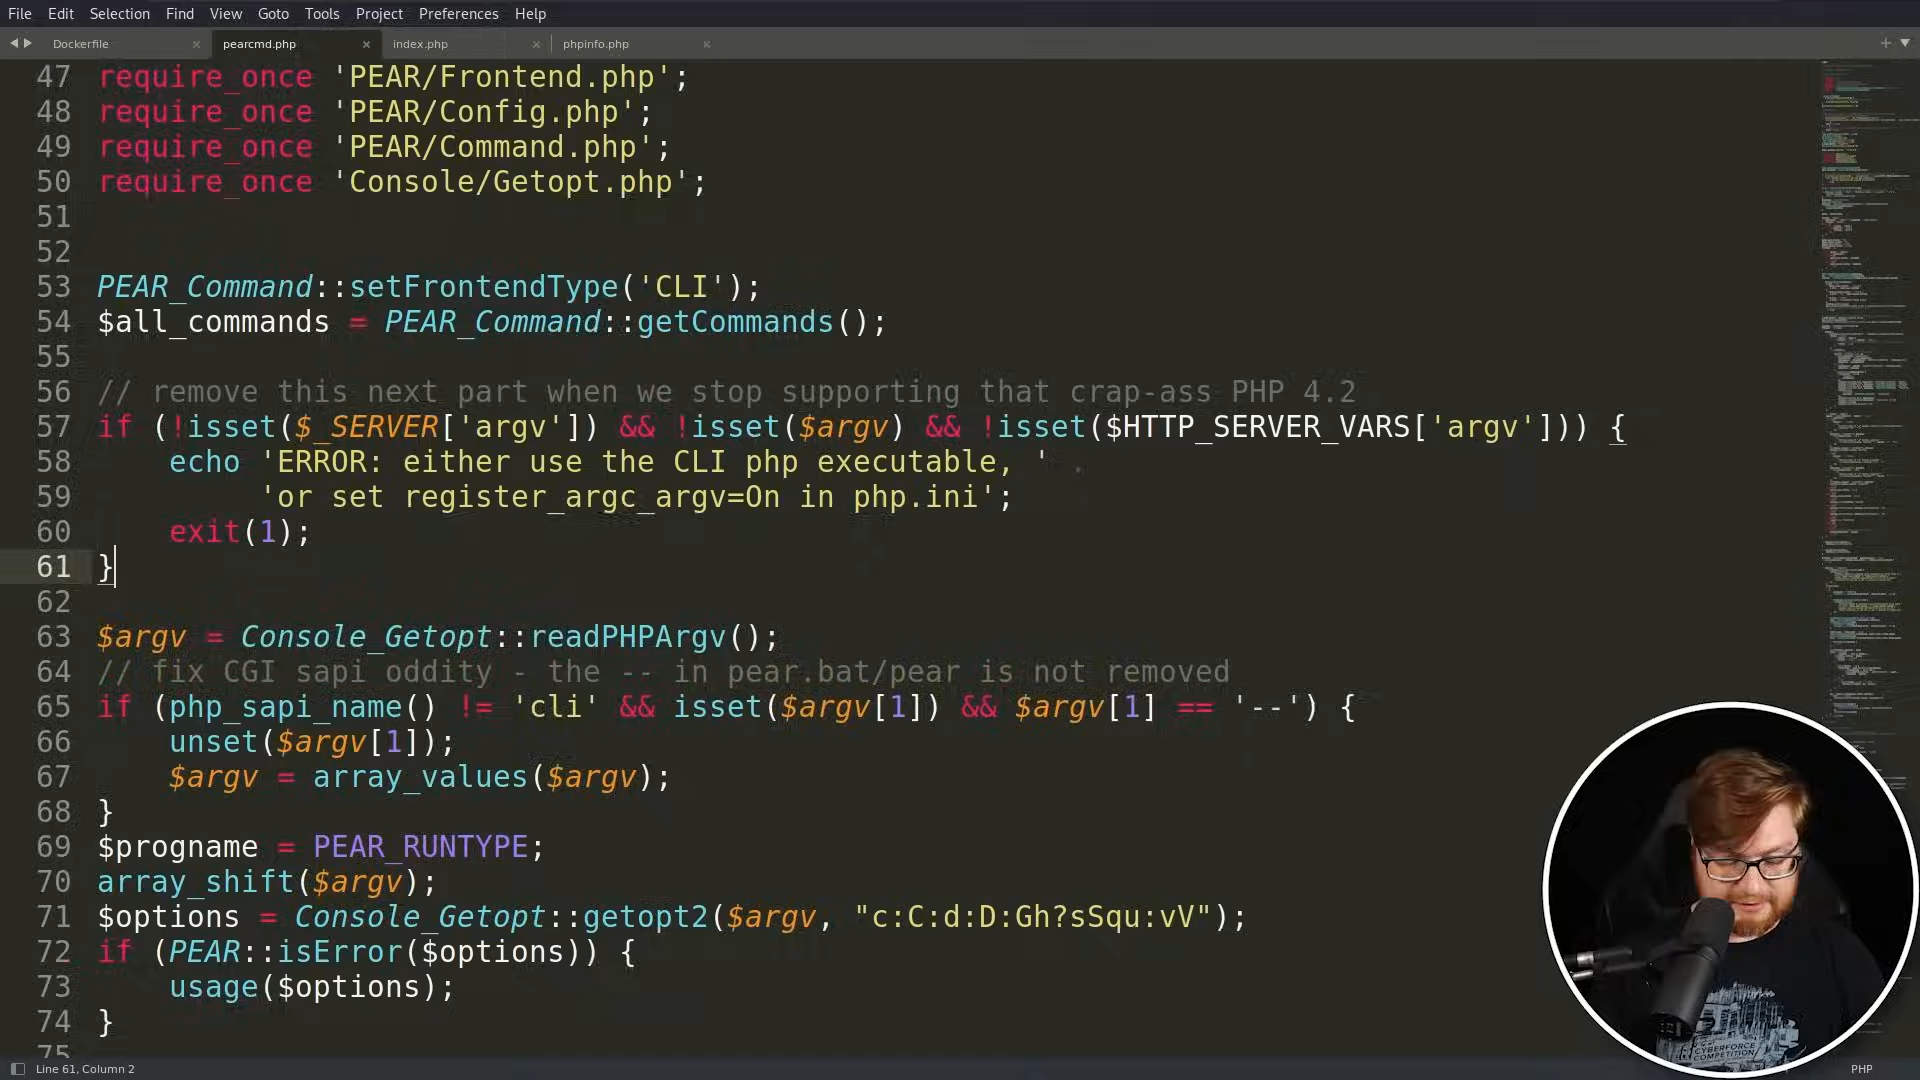 File Edit Selection Find View Goto Tools Project Preferences Help
Dockerfile × pearcmd.php × index.php × phpinfo.php ×
47 require_once 'PEAR/Frontend.php';
48 require_once 'PEAR/Config.php';
49 require_once 'PEAR/Command.php';
50 require_once 'Console/Getopt.php';
51
52
53 PEAR_Command::setFrontendType('CLI');
54 $all_commands = PEAR_Command::getCommands();
55
56 // remove this next part when we stop supporting that crap-ass PHP 4.2
57 if (!isset($_SERVER['argv']) && !isset($argv) && !isset($HTTP_SERVER_VARS['argv'])) {
58     echo 'ERROR: either use the CLI php executable, ' .
59          'or set register_argc_argv=On in php.ini';
60     exit(1);
61 }
62
63 $argv = Console_Getopt::readPHPArgv();
64 // fix CGI sapi oddity - the -- in pear.bat/pear is not removed
65 if (php_sapi_name() != 'cli' && isset($argv[1]) && $argv[1] == '--') {
66     unset($argv[1]);
67     $argv = array_values($argv);
68 }
69 $progname = PEAR_RUNTYPE;
70 array_shift($argv);
71 $options = Console_Getopt::getopt2($argv, "c:C:d:D:Gh?sSqu:vV");
72 if (PEAR::isError($options)) {
73     usage($options);
74 }
75
CYBERFORCE
COMPETITION
Line 61, Column 2 PHP